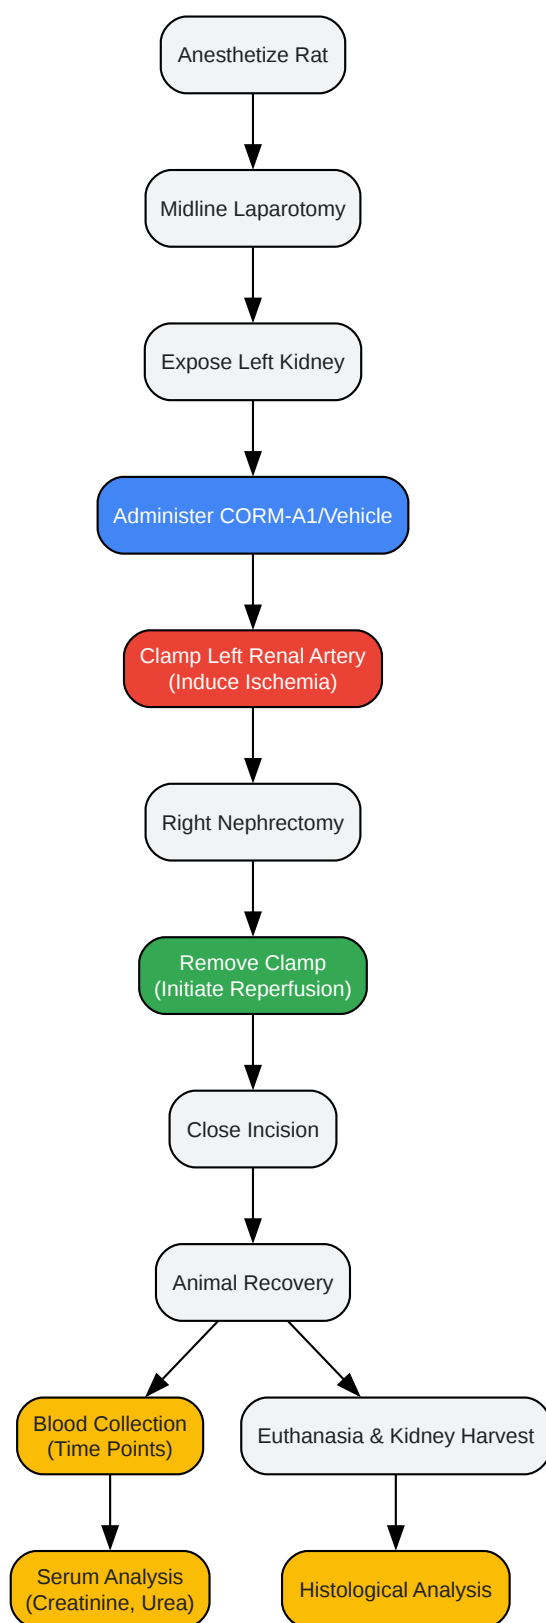 Anesthetize Rat
Midline Laparotomy
Expose Left Kidney
Administer CORM-A1/Vehicle
Clamp Left Renal Artery
(Induce Ischemia)
Right Nephrectomy
Remove Clamp
(Initiate Reperfusion)
Close Incision
Animal Recovery
Blood Collection
(Time Points)
Euthanasia & Kidney Harvest
Serum Analysis
(Creatinine, Urea)
Histological Analysis